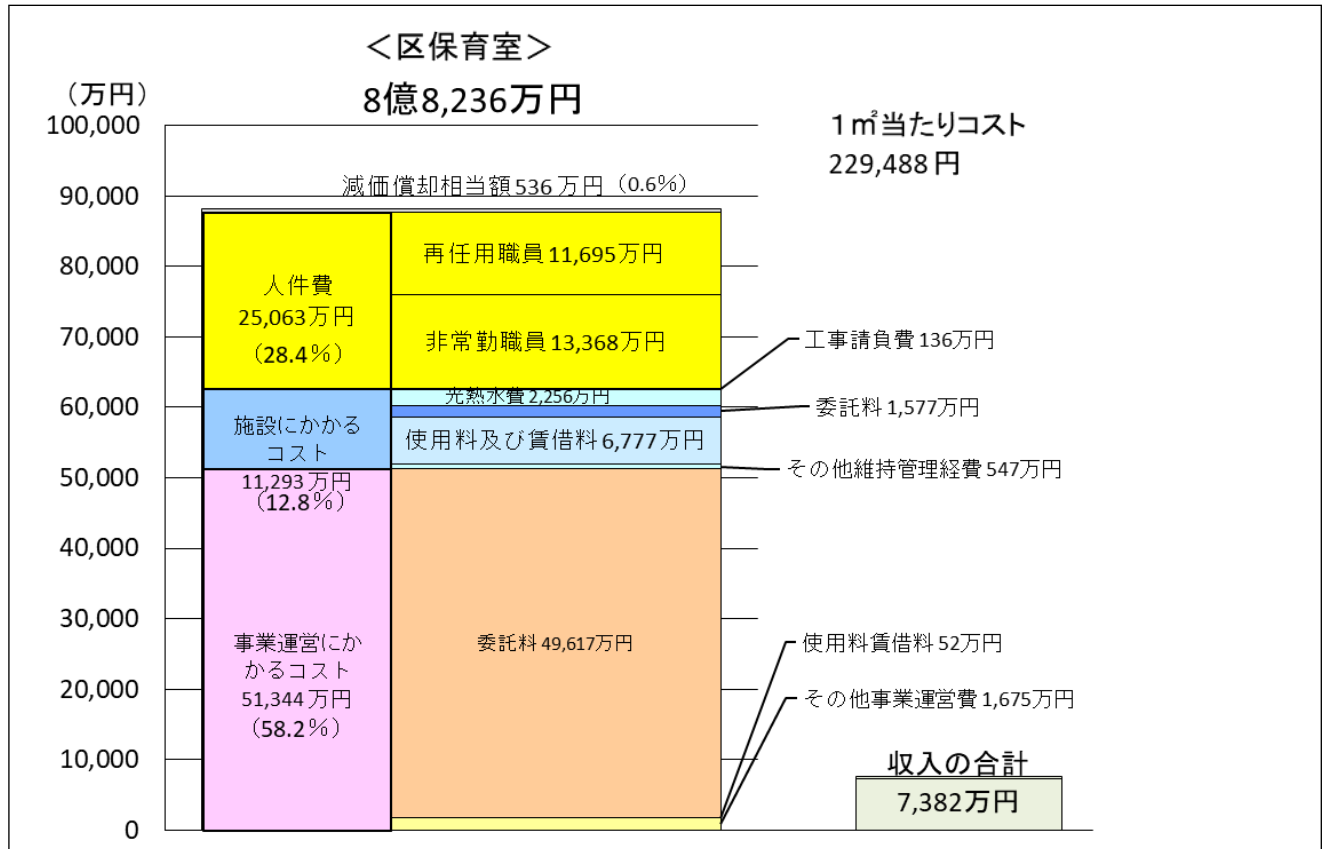 ＜区保育室＞
8億8,236万円
（万円）
1㎡当たりコスト
229,488円
100,000
90,000
80,000
70,000
60,000
50,000
40,000
30,000
20,000
10,000
0
減価償却相当額536万円（0.6%）
人件費
25,063万円
（28.4%）
再任用職員11,695万円
非常勤職員13,368万円
工事請負費136万円
施設にかかる
コスト
11,293万円
（12.8%）
光熱水費2,256万円
委託料1,577万円
使用料及び賃借料6,777万円
その他維持管理経費547万円
事業運営にか
かるコスト
51,344万円
（58.2%）
委託料49,617万円
使用料賃借料52万円
その他事業運営費1,675万円
収入の合計
7,382万円